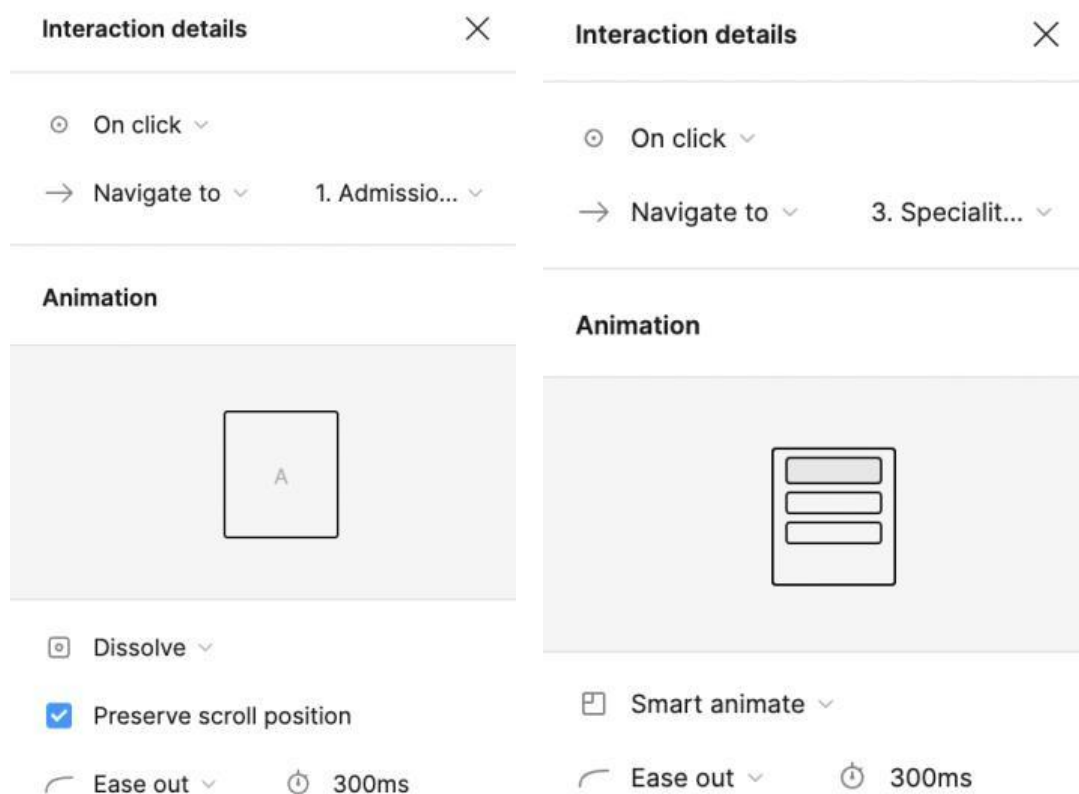 Interaction details
On click
Navigate to 1. Admissio...
Animation
A
Dissolve
Preserve scroll position
Ease out 300ms
Interaction details
On click
Navigate to 3. Specialit...
Animation
Smart animate
Ease out 300ms